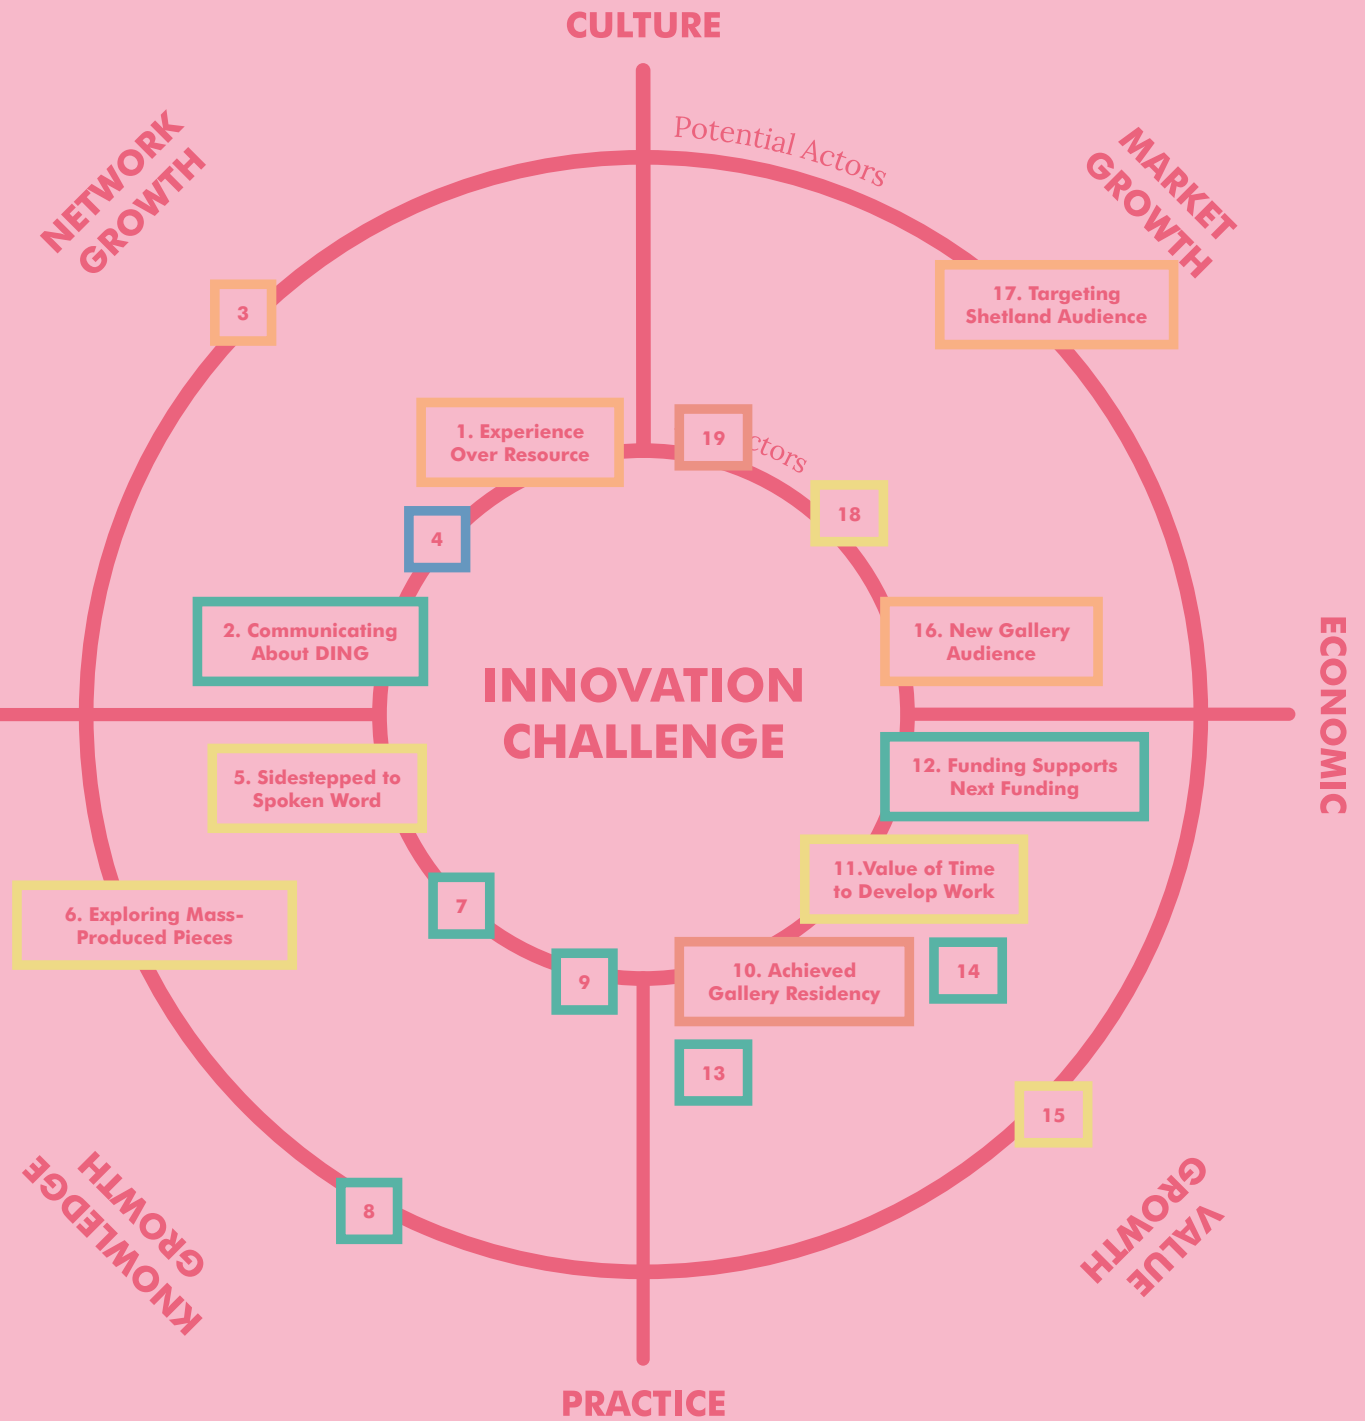 CULTURE
Potential Actors
NETWORK
GROWTH
MARKET
GROWTH
3
17. Targeting
Shetland Audience
1. Experience
Over Resource
19
ctors
4
18
2. Communicating
About DING
16. New Gallery
Audience
INNOVATION
CHALLENGE
ECONOMIC
5. Sidestepped to
Spoken Word
12. Funding Supports
Next Funding
6. Exploring Mass-
Produced Pieces
7
11.Value of Time
to Develop Work
9
10. Achieved
Gallery Residency
14
13
15
8
KNOWLEDGE
GROWTH
VALUE
GROWTH
PRACTICE